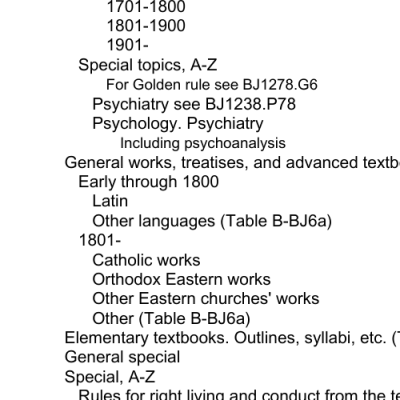 1701-1800
1801-1900
1901-
Special topics, A-Z
For Golden rule see BJ1278.G6
Psychiatry see BJ1238.P78
Psychology. Psychiatry
Including psychoanalysis
General works, treatises, and advanced textb
Early through 1800
Latin
Other languages (Table B-BJ6a)
1801-
Catholic works
Orthodox Eastern works
Other Eastern churches' works
Other (Table B-BJ6a)
Elementary textbooks. Outlines, syllabi, etc. (T
General special
Special, A-Z
Rules for right living and conduct from the te